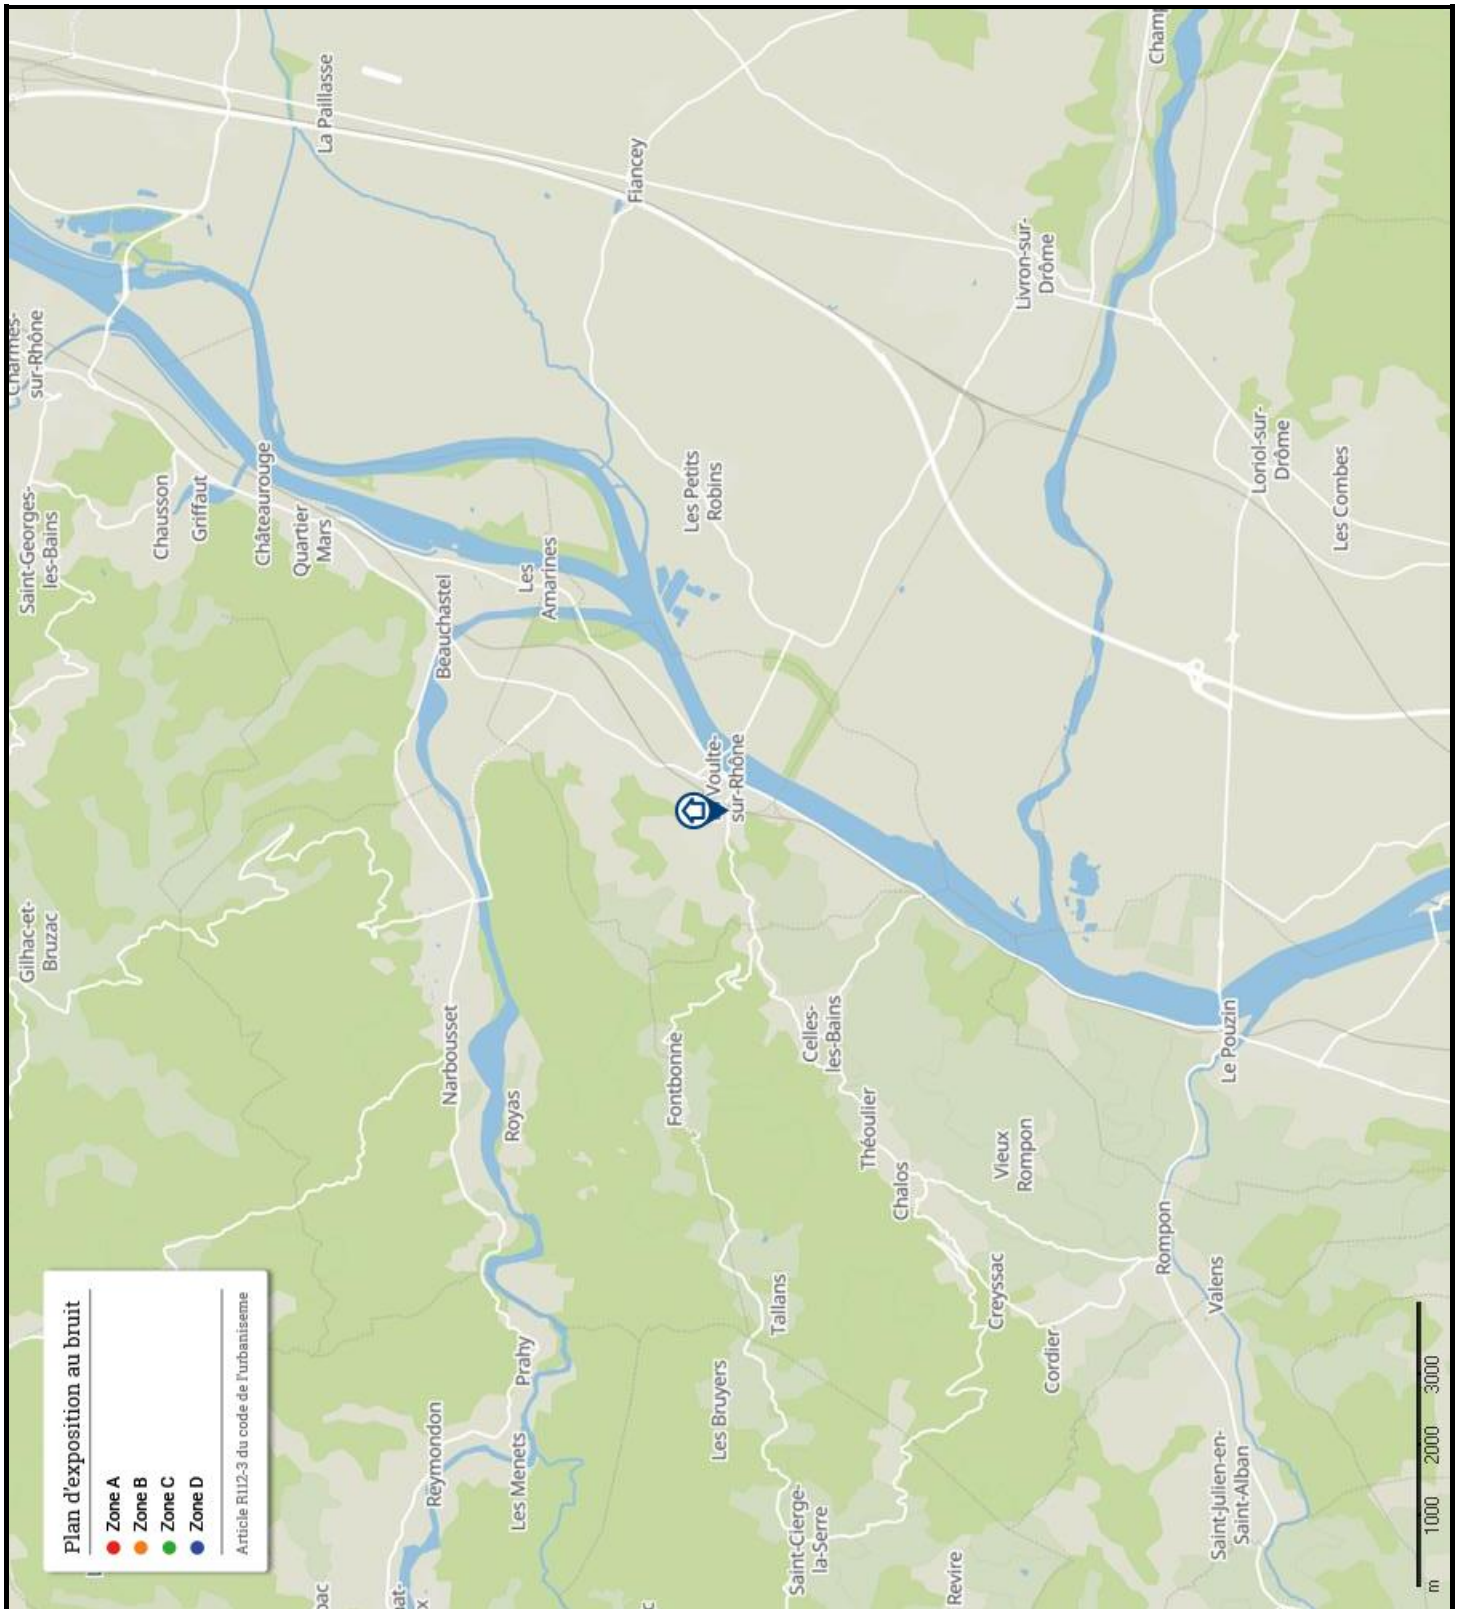 Plan d'exposition au bruit
Zone A
Zone B
Zone C
Zone D
Article R112-3 du code de l'urbanisme
Gilhac-et-
Bruzac
Saint-Georges-
les-Bains
Charmes-
sur-Rhône
Chausson
Griffaut
Châteaurouge
Quartier
Mars
La Paillasse
Reymondon
Narbousset
Beauchastel
Les Menets
Prahy
Royas
Les
Amarines
Fiancey
Fontbonne
Les Petits
Robins
Les Bruyers
Voulte-
sur-Rhône
Tallans
Saint-Cierge-
la-Serre
Celles-
les-Bains
Théoulier
Chalos
Revire
Creyssac
Vieux
Rompon
Livron-sur-
Drôme
Cordier
Rompon
Cham
Saint-Julien-en-
Saint-Alban
Valens
Le Pouzin
Loriol-sur-
Drôme
Les Combes
m 1000 2000 3000